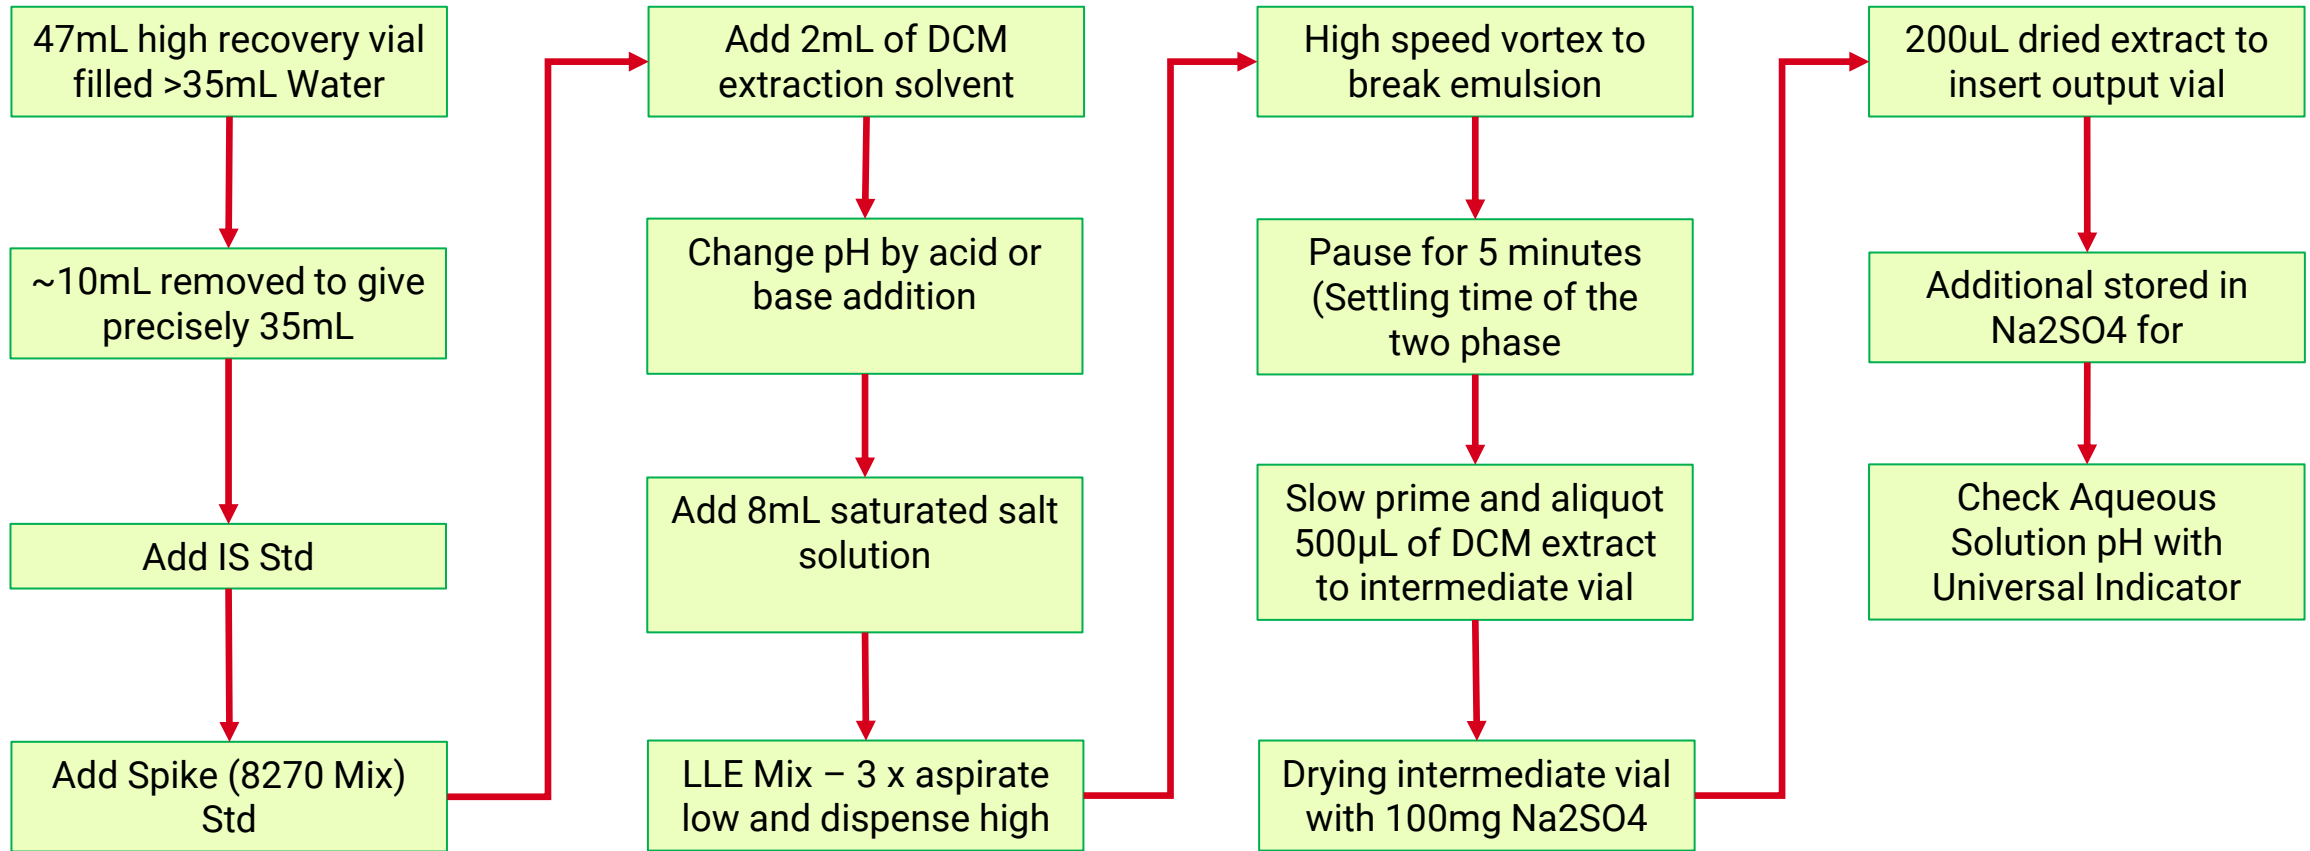 47mL high recovery vial
filled >35mL Water
~10mL removed to give
precisely 35mL
Add IS Std
Add Spike (8270 Mix)
Std
Add 2mL of DCM
extraction solvent
Change pH by acid or
base addition
Add 8mL saturated salt
solution
LLE Mix – 3 x aspirate
low and dispense high
High speed vortex to
break emulsion
Pause for 5 minutes
(Settling time of the
two phase
Slow prime and aliquot
500µL of DCM extract
to intermediate vial
Drying intermediate vial
with 100mg Na2SO4
200uL dried extract to
insert output vial
Additional stored in
Na2SO4 for
Check Aqueous
Solution pH with
Universal Indicator